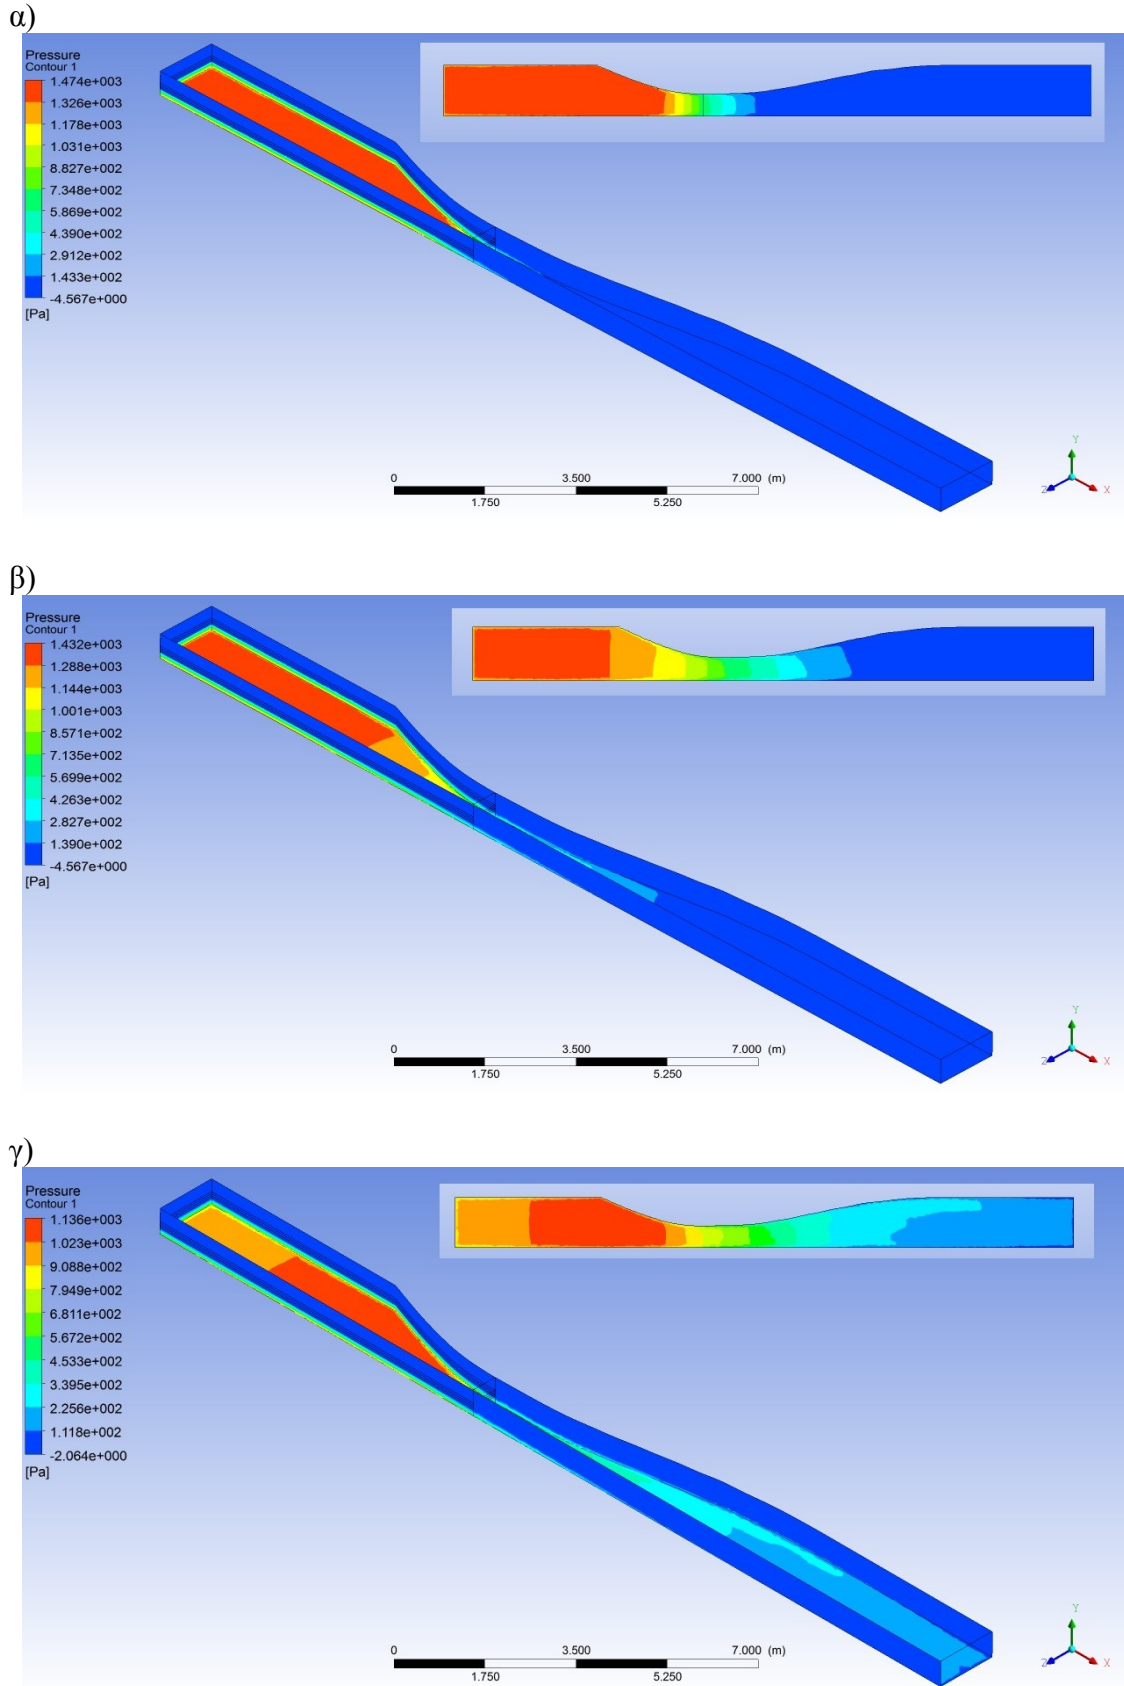 α)
Pressure
Contour 1
1.474e+003
1.326e+003
1.178e+003
1.031e+003
8.827e+002
7.348e+002
5.869e+002
4.390e+002
2.912e+002
1.433e+002
-4.567e+000
[Pa]
0 3.500 7.000 (m)
1.750 5.250
Y
Z X
β)
Pressure
Contour 1
1.432e+003
1.288e+003
1.144e+003
1.001e+003
8.571e+002
7.135e+002
5.699e+002
4.263e+002
2.827e+002
1.390e+002
-4.567e+000
[Pa]
0 3.500 7.000 (m)
1.750 5.250
Y
Z X
γ)
Pressure
Contour 1
1.136e+003
1.023e+003
9.088e+002
7.949e+002
6.811e+002
5.672e+002
4.533e+002
3.395e+002
2.256e+002
1.118e+002
-2.064e+000
[Pa]
0 3.500 7.000 (m)
1.750 5.250
Y
Z X